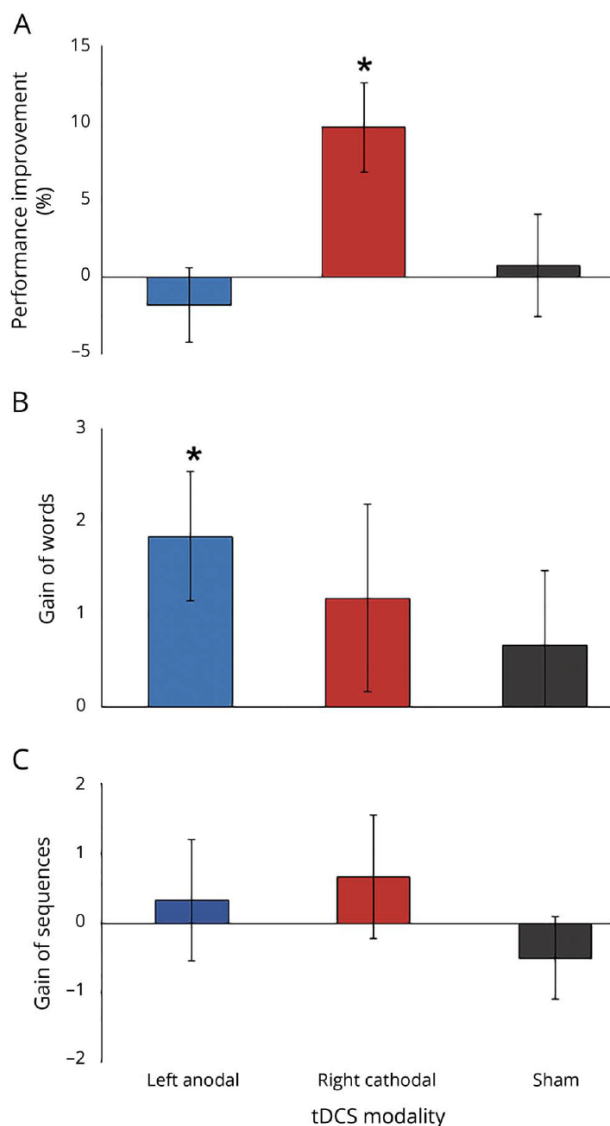 A
Performance improvement
(%)
15
10
5
0
–5
*
B
Gain of words
3
2
1
0
*
C
Gain of sequences
2
1
0
–1
–2
Left anodal
Right cathodal
Sham
tDCS modality